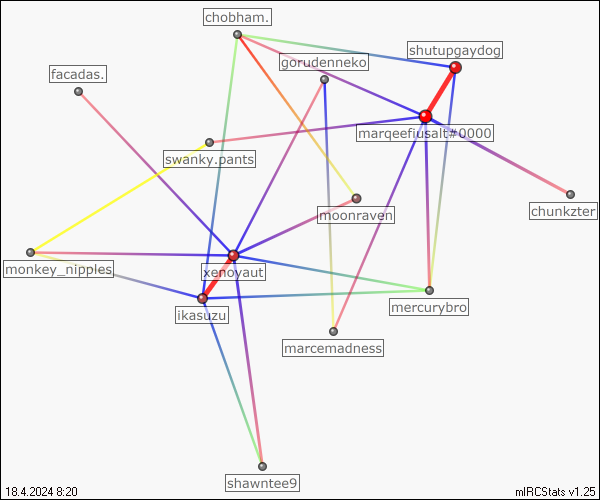 chobham.
shutupgaydog
gorudenneko
facadas.
marqeefiusalt#0000
swanky.pants
chunkzter
moonraven
monkey_nipples
xenoyaut
ikasuzu
mercurybro
marcemadness
shawntee9
18.4.2024 8:20
mIRCStats v1.25